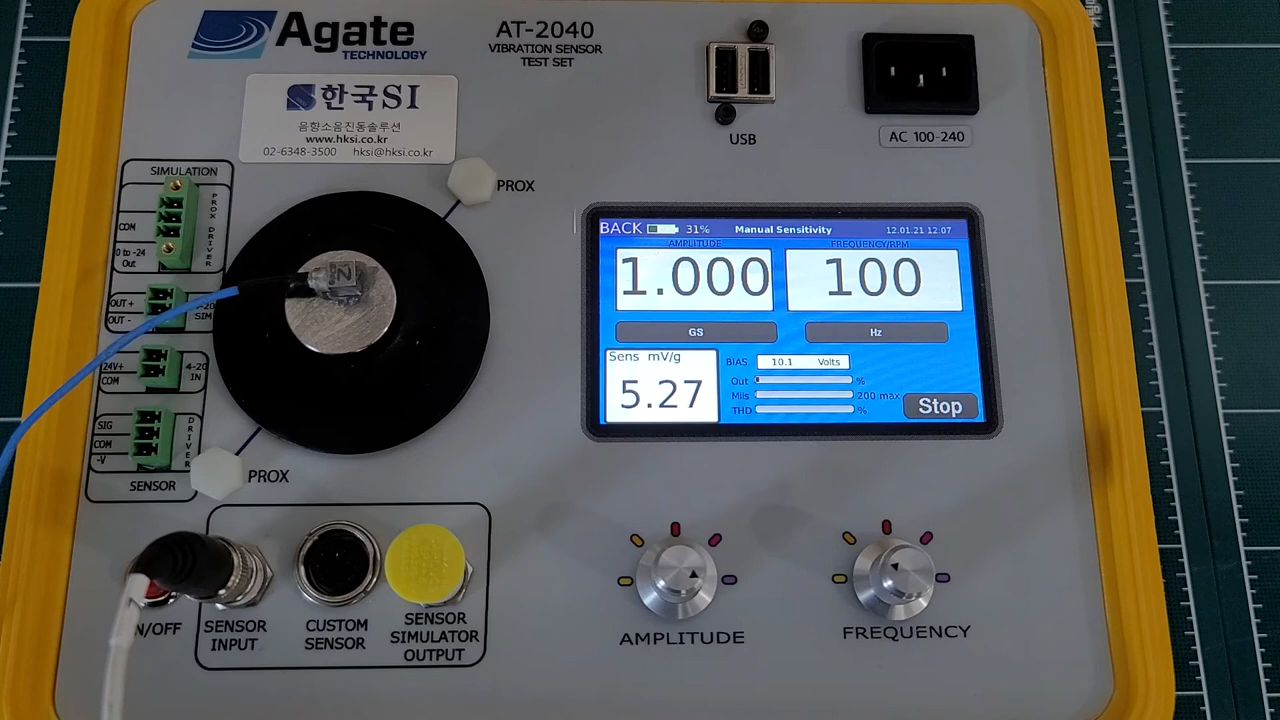 Agate
TECHNOLOGY
AT-2040
VIBRATION SENSOR
TEST SET
USB
AC 100-240
한국SI
음향소음진동솔루션
www.hksi.co.kr
02-6348-3500 hksi@hksi.co.kr
SIMULATION
PROX DRIVER
COM
0 to -24
Out
OUT +
OUT -
SIM
24V+
COM
4-20
IN
SIG
COM
-V
DRIVER
SENSOR
PROX
PROX
BACK 31% Manual Sensitivity 12.01.21 12:07
AMPLITUDE FREQUENCY/RPM
1.000 100
GS Hz
Sens mV/g
5.27
BIAS 10.1 Volts
Out %
Mils 200 max
THD %
Stop
N/OFF
SENSOR
INPUT
CUSTOM
SENSOR
SENSOR
SIMULATOR
OUTPUT
AMPLITUDE
FREQUENCY